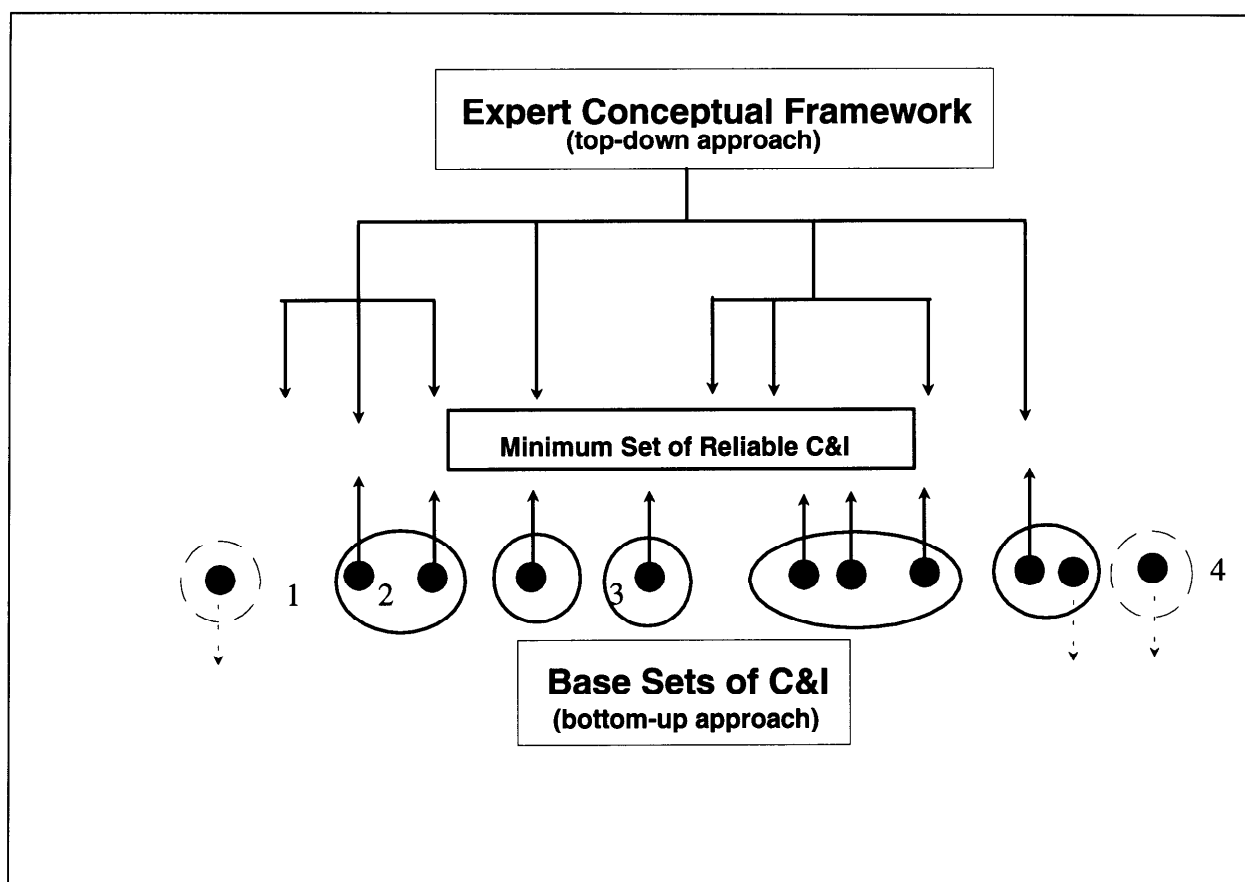 Expert Conceptual Framework
(top-down approach)
Minimum Set of Reliable C&I
1 2 3 4
Base Sets of C&I
(bottom-up approach)